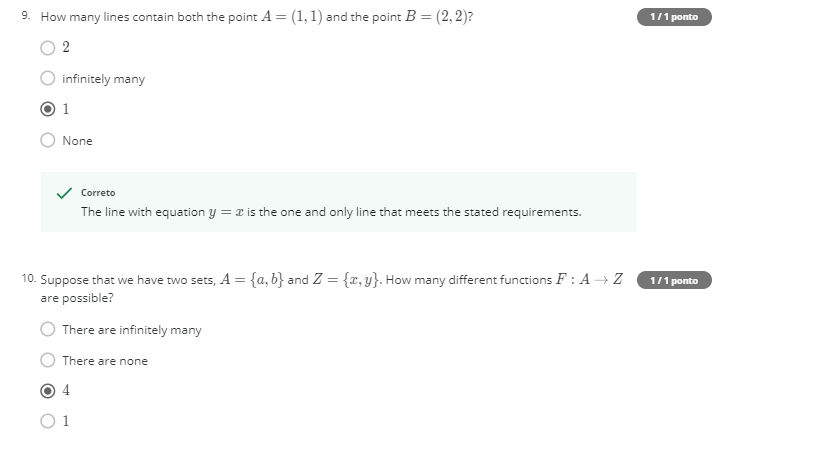 9. How many lines contain both the point A = (1, 1) and the point B = (2, 2)?
1 / 1 ponto
2
infinitely many
1
None
Correto
The line with equation y = x is the one and only line that meets the stated requirements.
10. Suppose that we have two sets, A = {a, b} and Z = {x, y}. How many different functions F : A → Z
are possible?
1 / 1 ponto
There are infinitely many
There are none
4
1